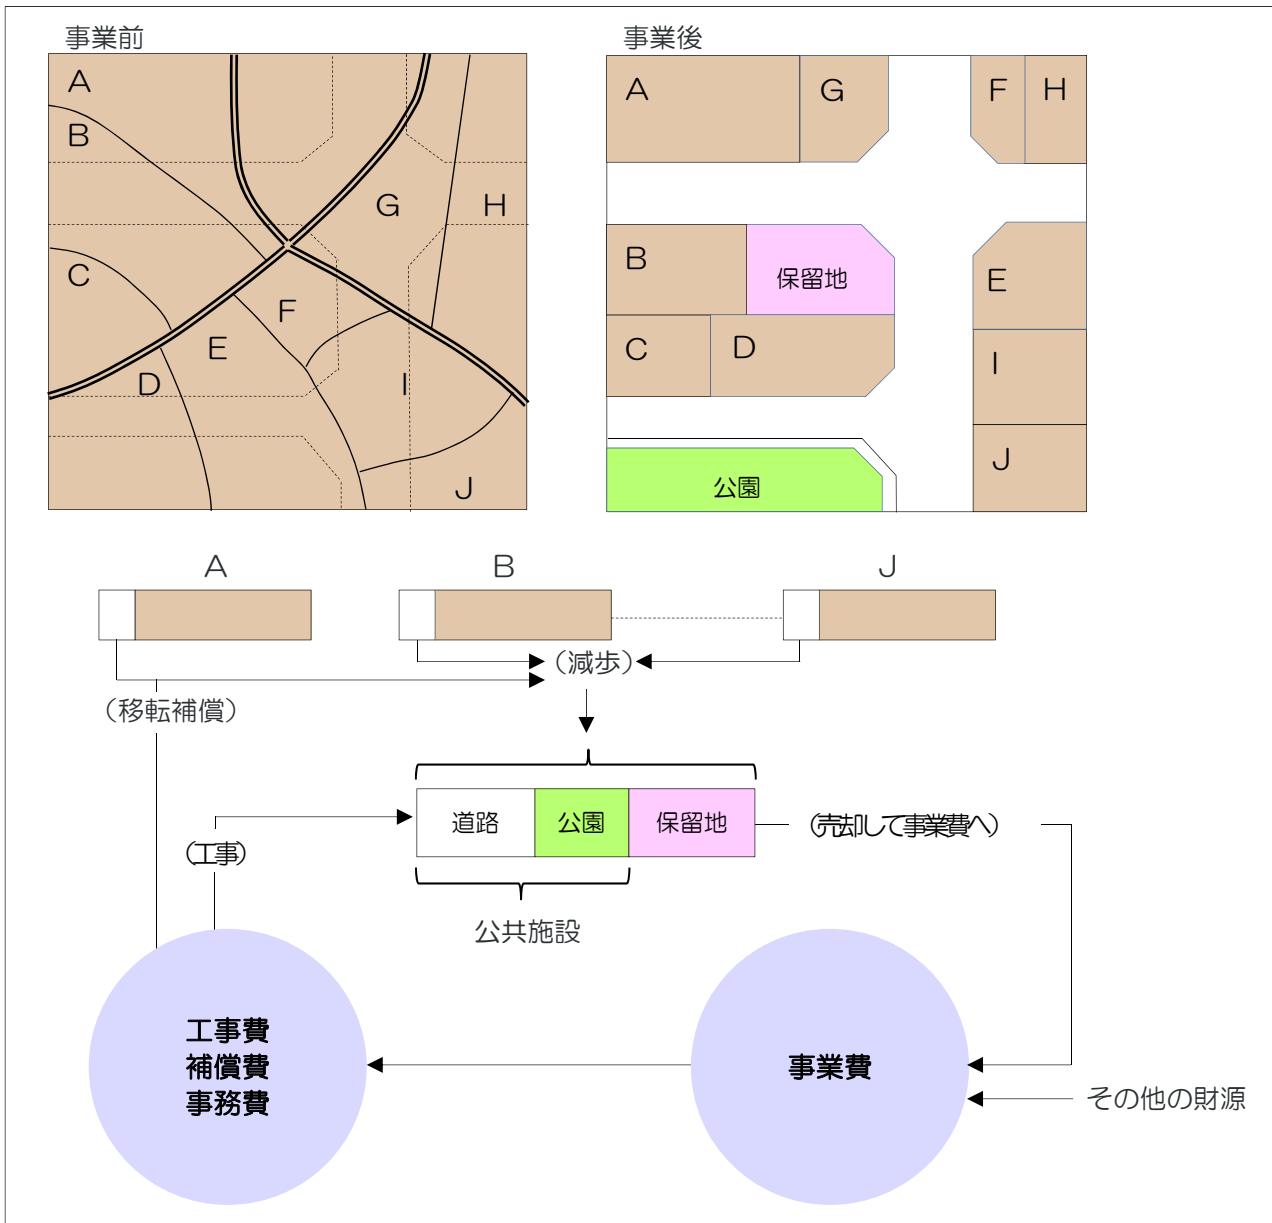 事業前
事業後
A
B
C
D
E
F
G
H
I
J
A
G
F
H
B
保留地
E
C
D
I
J
公園
A
B
J
(減歩)
(移転補償)
道路
公園
保留地
(売却して事業費へ)
(工事)
公共施設
工事費
補償費
事務費
事業費
その他の財源